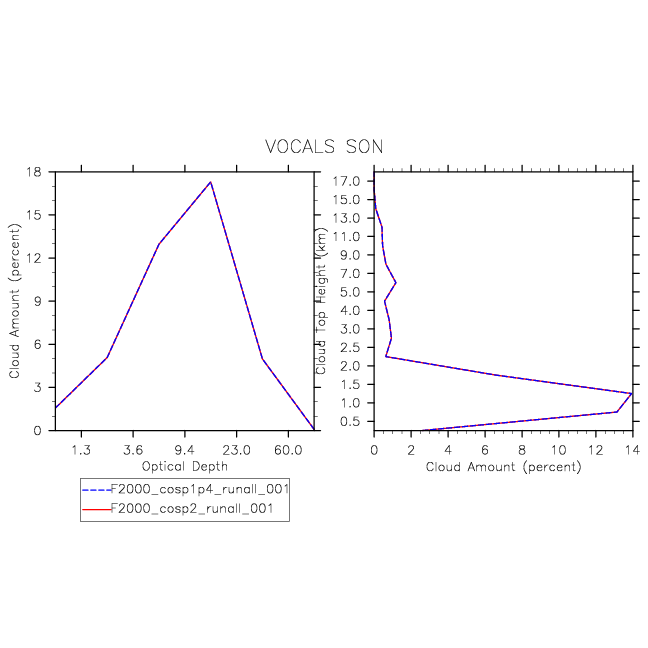 VOCALS SON
18
15
12
9
6
3
0
Cloud Amount (percent)
1.3 3.6 9.4 23.0 60.0
Optical Depth
17.0
15.0
13.0
11.0
9.0
7.0
5.0
4.0
3.0
2.5
2.0
1.5
1.0
0.5
Cloud Top Height (km)
0 2 4 6 8 10 12 14
Cloud Amount (percent)
F2000_cosp1p4_runall_001
F2000_cosp2_runall_001